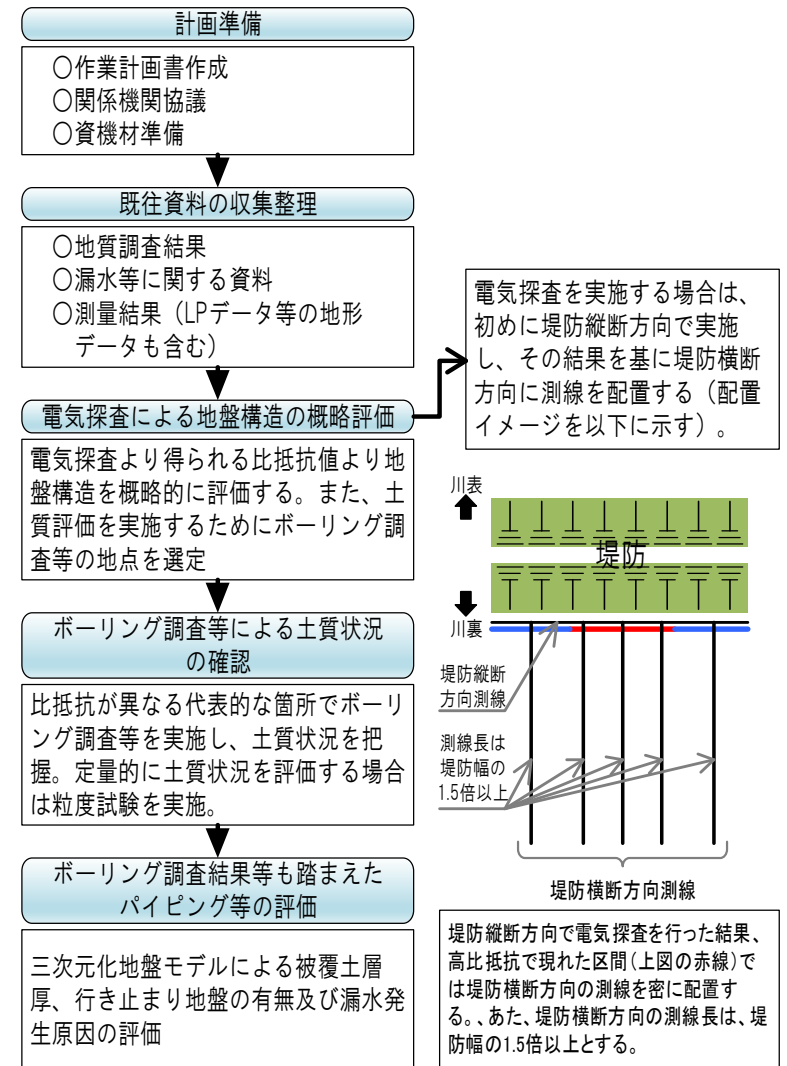 計画準備
〇作業計画書作成
〇関係機関協議
〇資機材準備
既往資料の収集整理
〇地質調査結果
〇漏水等に関する資料
〇測量結果（LPデータ等の地形
データも含む）
電気探査による地盤構造の概略評価
電気探査より得られる比抵抗値より地
盤構造を概略的に評価する。また、土
質評価を実施するためにボーリング調
査等の地点を選定
ボーリング調査等による土質状況
の確認
比抵抗が異なる代表的な箇所でボーリ
ング調査等を実施し、土質状況を把
握。定量的に土質状況を評価する場合
は粒度試験を実施。
ボーリング調査結果等も踏まえた
パイピング等の評価
三次元化地盤モデルによる被覆土層
厚、行き止まり地盤の有無及び漏水発
生原因の評価
電気探査を実施する場合は、
初めに堤防縦断方向で実施
し、その結果を基に堤防横断
方向に測線を配置する（配置
イメージを以下に示す）。
川表
堤防
川裏
堤防縦断
方向測線
測線長は
堤防幅の
1.5倍以上
堤防横断方向測線
堤防縦断方向で電気探査を行った結果、
高比抵抗で現れた区間(上図の赤線)で
は堤防横断方向の測線を密に配置す
る。、あた、堤防横断方向の測線長は、堤
防幅の1.5倍以上とする。